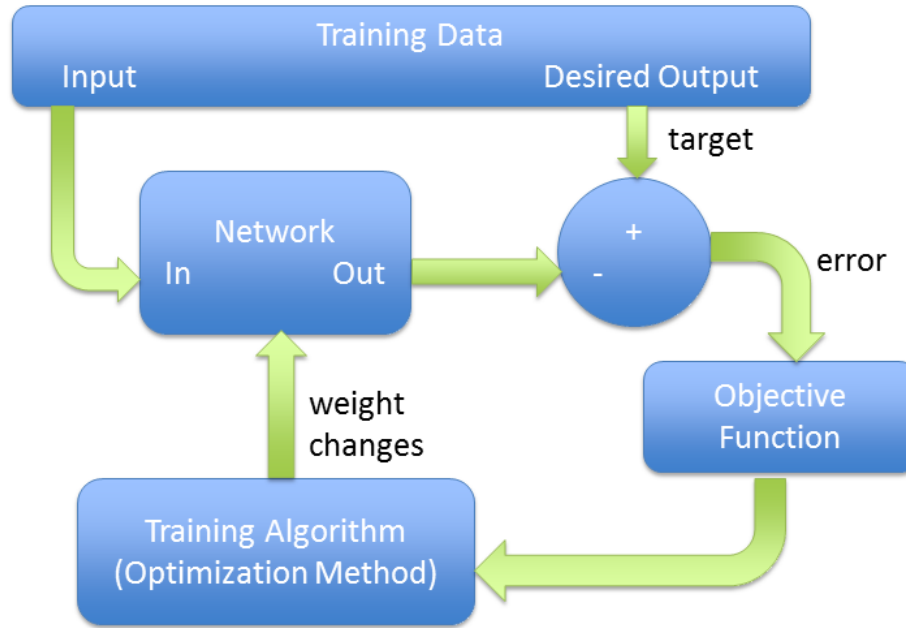 Training Data
Input Desired Output
target
Network
In Out
+
-
error
Objective
Function
weight
changes
Training Algorithm
(Optimization Method)